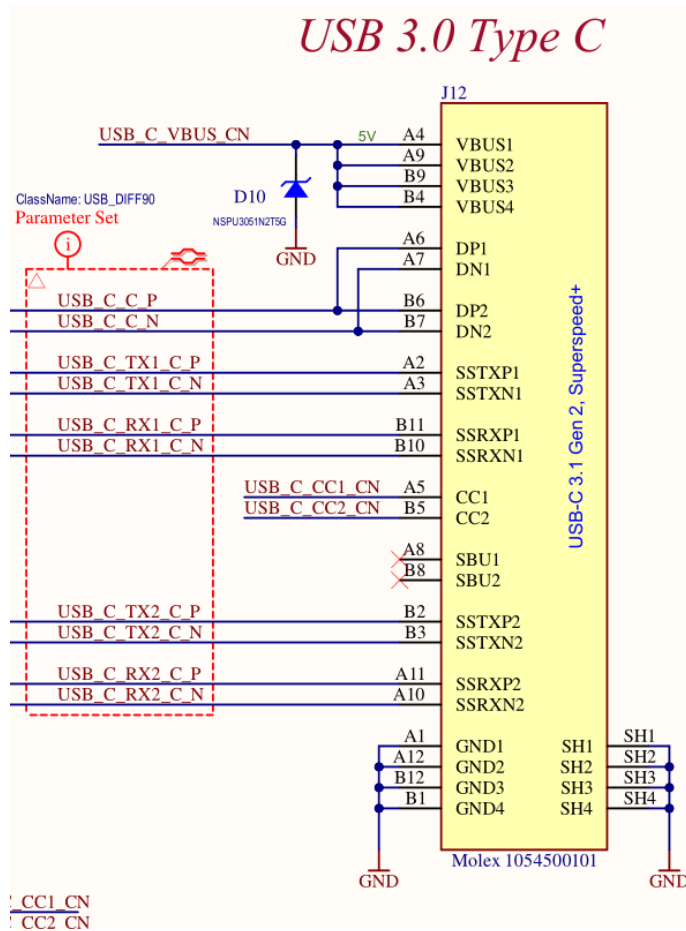 USB 3.0 Type C
J12
USB_C_VBUS_CN 5V A4 VBUS1
A9 VBUS2
B9 VBUS3
B4 VBUS4
D10
NSPU3051N2T5G
GND
ClassName: USB_DIFF90
Parameter Set
i
A6 DP1
A7 DN1
USB_C_C_P B6 DP2
USB_C_C_N B7 DN2
USB_C_TX1_C_P A2 SSTXP1
USB_C_TX1_C_N A3 SSTXN1
USB_C_RX1_C_P B11 SSRXP1
USB_C_RX1_C_N B10 SSRXN1
USB_C_CC1_CN A5 CC1
USB_C_CC2_CN B5 CC2
A8 SBU1
B8 SBU2
USB_C_TX2_C_P B2 SSTXP2
USB_C_TX2_C_N B3 SSTXN2
USB_C_RX2_C_P A11 SSRXP2
USB_C_RX2_C_N A10 SSRXN2
USB-C 3.1 Gen 2, Superspeed+
A1 GND1 SH1 SH1
A12 GND2 SH2 SH2
B12 GND3 SH3 SH3
B1 GND4 SH4 SH4
Molex 1054500101
GND
GND
_CC1_CN
CC2_CN